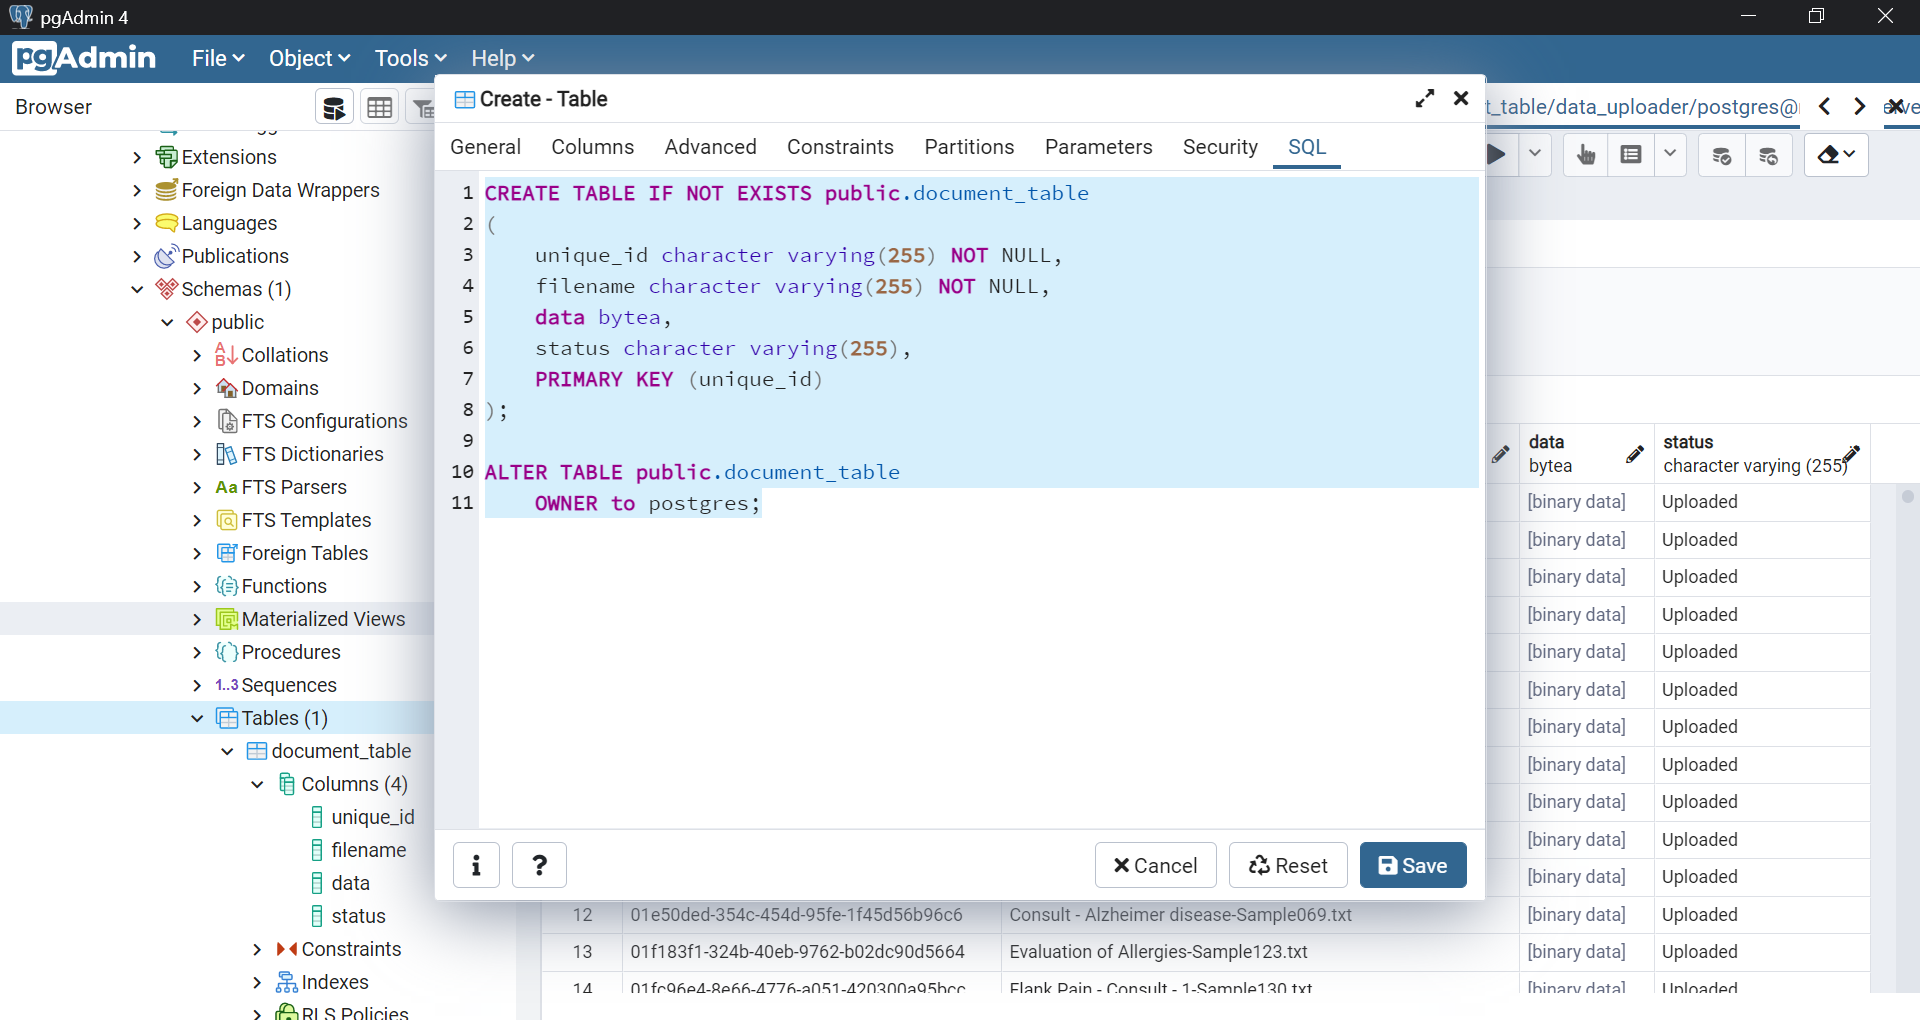 pgAdmin 4
pgAdmin File Object Tools Help
Browser
Extensions
Foreign Data Wrappers
Languages
Publications
Schemas (1)
public
Collations
Domains
FTS Configurations
FTS Dictionaries
Aa FTS Parsers
FTS Templates
Foreign Tables
Functions
Materialized Views
Procedures
1..3 Sequences
Tables (1)
document_table
Columns (4)
unique_id
filename
data
status
Constraints
Indexes
RLS Policies
Create - Table
General Columns Advanced Constraints Partitions Parameters Security SQL
1 CREATE TABLE IF NOT EXISTS public.document_table
2 (
3 unique_id character varying(255) NOT NULL,
4 filename character varying(255) NOT NULL,
5 data bytea,
6 status character varying(255),
7 PRIMARY KEY (unique_id)
8 );
9
10 ALTER TABLE public.document_table
11 OWNER to postgres;
i ? Cancel Reset Save
t_table/data_uploader/postgres@
data
bytea
status
character varying (255)
[binary data] Uploaded
[binary data] Uploaded
[binary data] Uploaded
[binary data] Uploaded
[binary data] Uploaded
[binary data] Uploaded
[binary data] Uploaded
[binary data] Uploaded
[binary data] Uploaded
[binary data] Uploaded
[binary data] Uploaded
12 01e50ded-354c-454d-95fe-1f45d56b96c6 Consult - Alzheimer disease-Sample069.txt [binary data] Uploaded
13 01f183f1-324b-40eb-9762-b02dc90d5664 Evaluation of Allergies-Sample123.txt [binary data] Uploaded
14 01fc96e4-8e66-4776-a051-420300a95bcc Flank Pain - Consult - 1-Sample130.txt [binary data] Uploaded